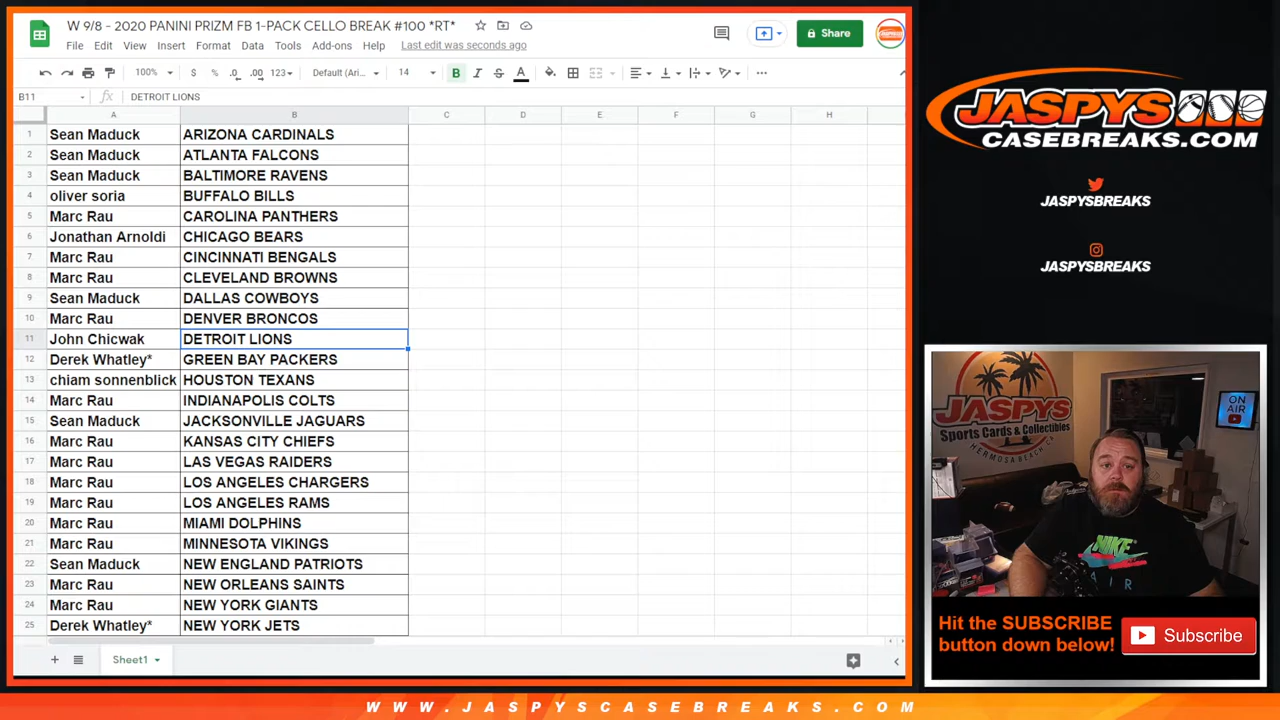 W 9/8 - 2020 PANINI PRIZM FB 1-PACK CELLO BREAK #100 *RT*
File Edit View Insert Format Data Tools Add-ons Help Last edit was seconds ago
Share
100% $ % .0 .00 123 Default (Ari... 14 B I S A
B11 fx DETROIT LIONS
A B C D E F G H
1 Sean Maduck ARIZONA CARDINALS
2 Sean Maduck ATLANTA FALCONS
3 Sean Maduck BALTIMORE RAVENS
4 oliver soria BUFFALO BILLS
5 Marc Rau CAROLINA PANTHERS
6 Jonathan Arnoldi CHICAGO BEARS
7 Marc Rau CINCINNATI BENGALS
8 Marc Rau CLEVELAND BROWNS
9 Sean Maduck DALLAS COWBOYS
10 Marc Rau DENVER BRONCOS
11 John Chicwak DETROIT LIONS
12 Derek Whatley* GREEN BAY PACKERS
13 chiam sonnenblick HOUSTON TEXANS
14 Marc Rau INDIANAPOLIS COLTS
15 Sean Maduck JACKSONVILLE JAGUARS
16 Marc Rau KANSAS CITY CHIEFS
17 Marc Rau LAS VEGAS RAIDERS
18 Marc Rau LOS ANGELES CHARGERS
19 Marc Rau LOS ANGELES RAMS
20 Marc Rau MIAMI DOLPHINS
21 Marc Rau MINNESOTA VIKINGS
22 Sean Maduck NEW ENGLAND PATRIOTS
23 Marc Rau NEW ORLEANS SAINTS
24 Marc Rau NEW YORK GIANTS
25 Derek Whatley* NEW YORK JETS
Sheet1
JASPYS
CASEBREAKS.COM
JASPYSBREAKS
JASPYSBREAKS
JASPYS
Sports Cards & Collectibles
HERMOSA BEACH CA
ON AIR
NIKE
AIR
Hit the SUBSCRIBE
button down below!
Subscribe
WWW.JASPYSCASEBREAKS.COM